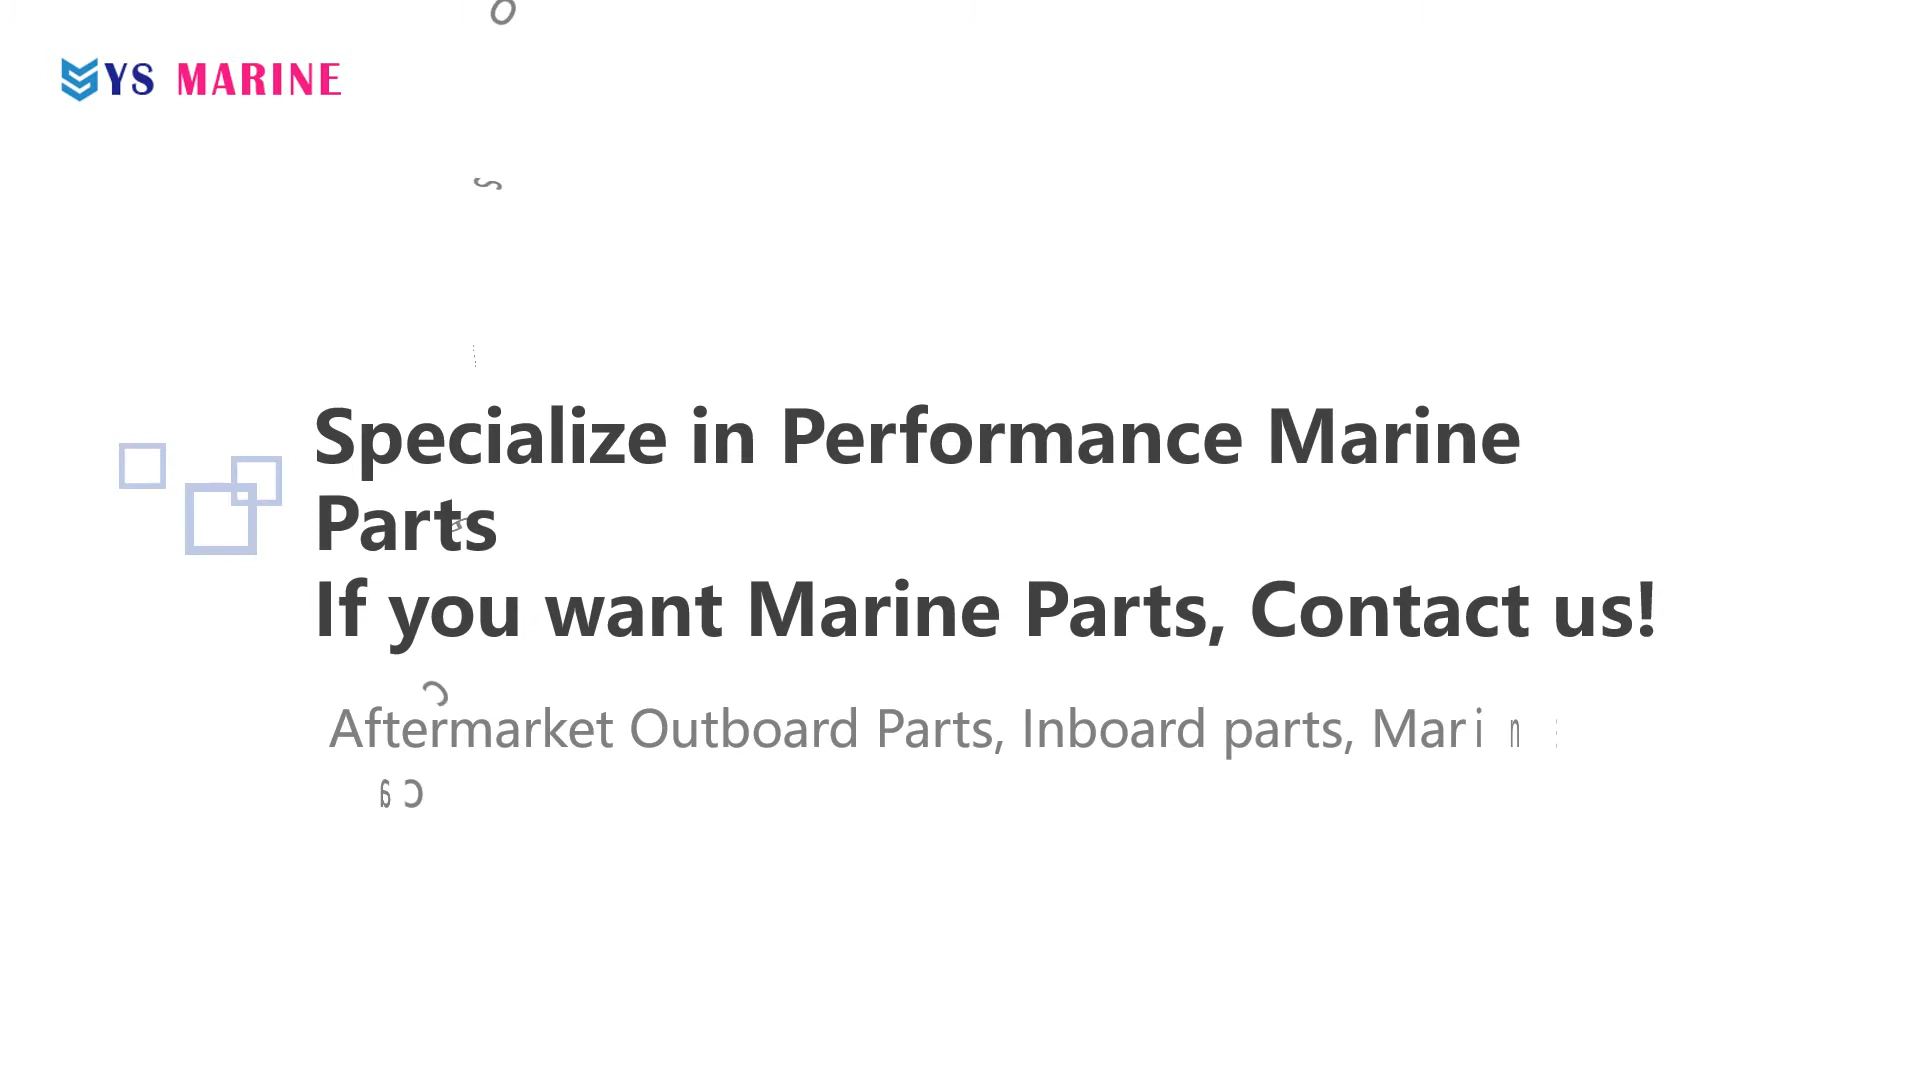 YS MARINE
Specialize in Performance Marine
Parts
If you want Marine Parts, Contact us!
Aftermarket Outboard Parts, Inboard parts, Marin